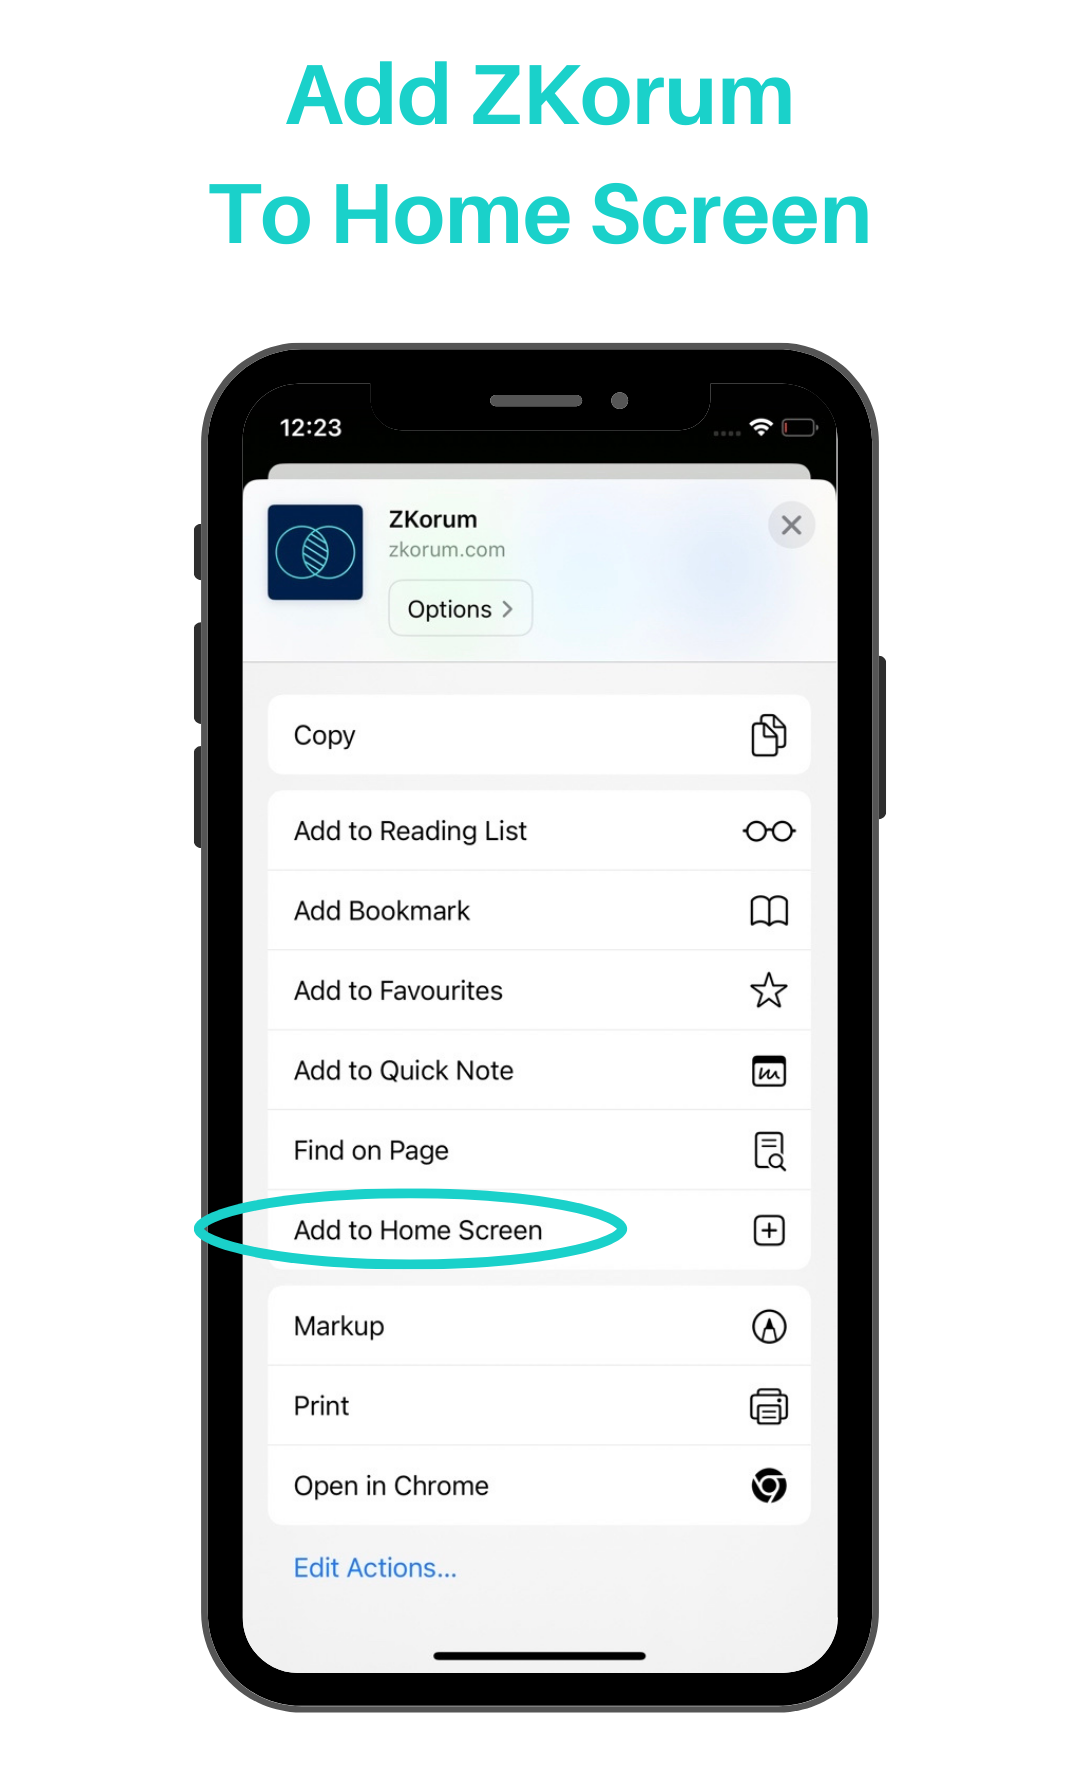 Add ZKorum
To Home Screen
12:23
ZKorum
zkorum.com
Options
Copy
Add to Reading List
Add Bookmark
Add to Favourites
Add to Quick Note
Find on Page
Add to Home Screen
Markup
Print
Open in Chrome
Edit Actions...